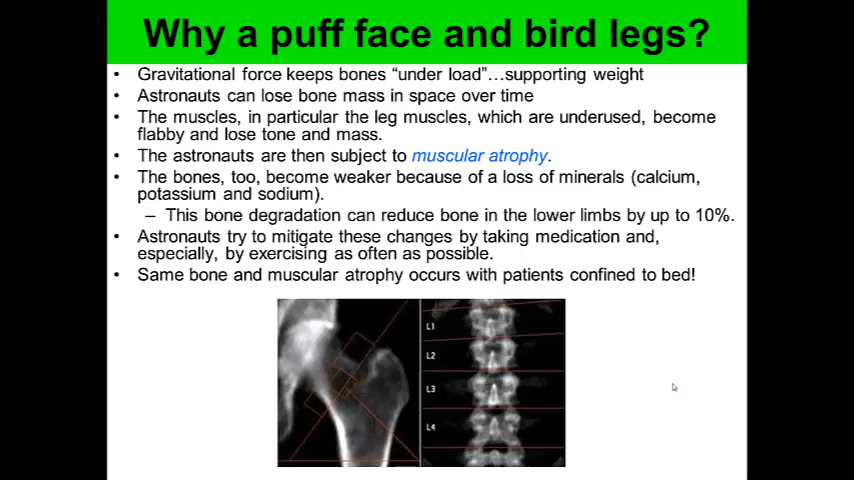 Why a puff face and bird legs?
• Gravitational force keeps bones “under load”…supporting weight
• Astronauts can lose bone mass in space over time
• The muscles, in particular the leg muscles, which are underused, become
flabby and lose tone and mass.
• The astronauts are then subject to muscular atrophy.
• The bones, too, become weaker because of a loss of minerals (calcium,
potassium and sodium).
– This bone degradation can reduce bone in the lower limbs by up to 10%.
• Astronauts try to mitigate these changes by taking medication and,
especially, by exercising as often as possible.
• Same bone and muscular atrophy occurs with patients confined to bed!
L1
L2
L3
L4